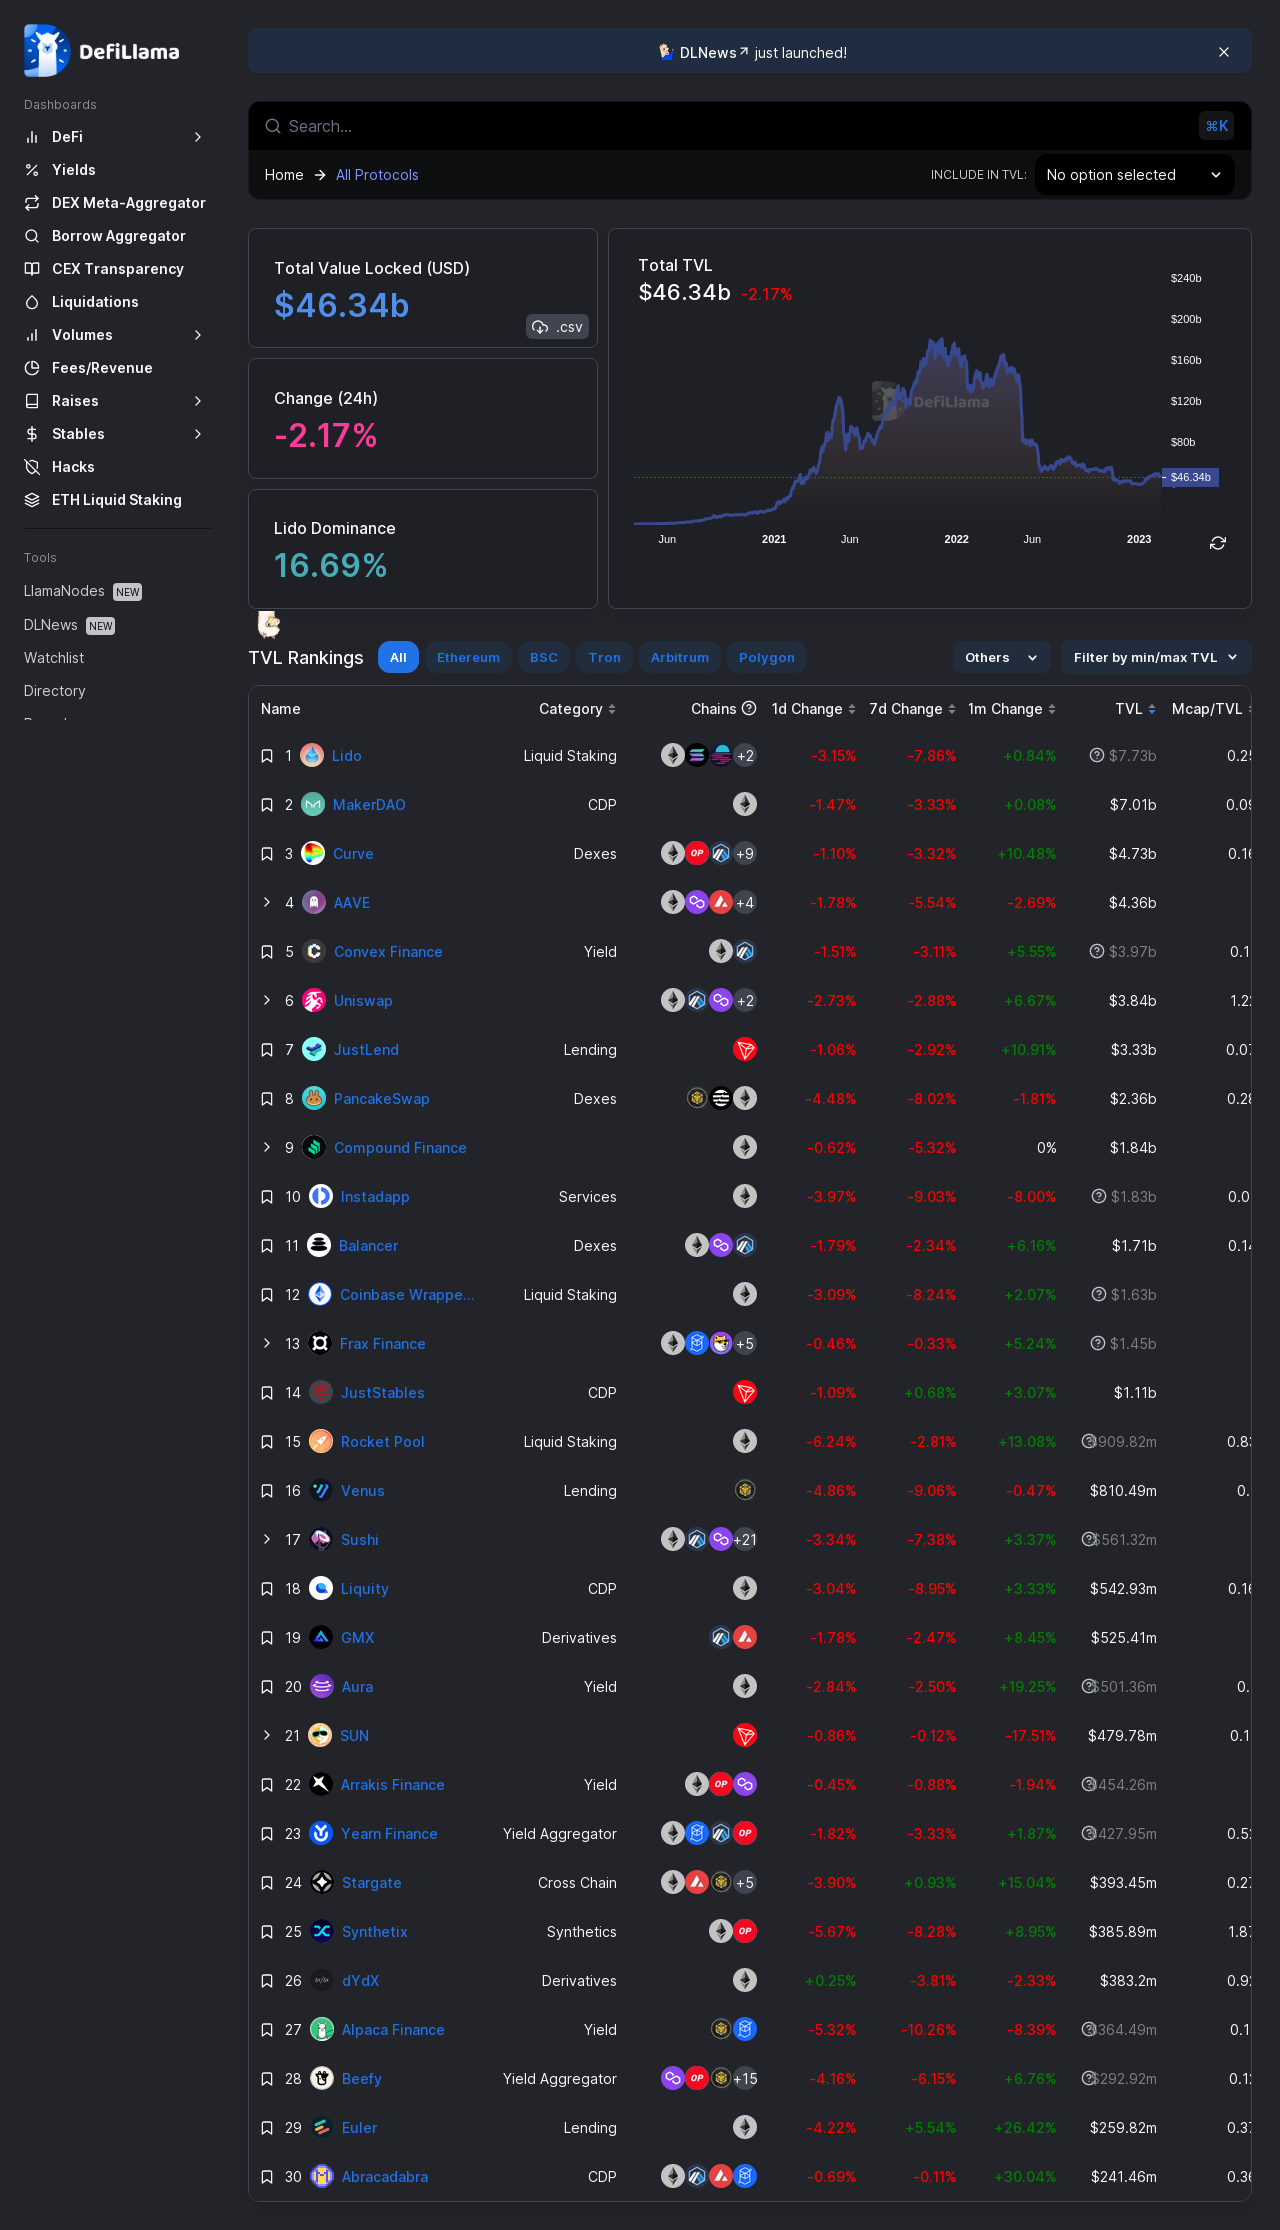 DefiLlama
DLNews just launched!
Dashboards
DeFi
Yields
DEX Meta-Aggregator
Borrow Aggregator
CEX Transparency
Liquidations
Volumes
Fees/Revenue
Raises
Stables
Hacks
ETH Liquid Staking
Tools
LlamaNodes NEW
DLNews NEW
Watchlist
Directory
Search... ⌘K
Home → All Protocols
INCLUDE IN TVL: No option selected
Total Value Locked (USD)
$46.34b
.csv
Change (24h)
-2.17%
Lido Dominance
16.69%
Total TVL
$46.34b -2.17%
DefiLlama
$240b
$200b
$160b
$120b
$80b
$46.34b
Jun 2021 Jun 2022 Jun 2023
TVL Rankings All Ethereum BSC Tron Arbitrum Polygon Others Filter by min/max TVL
Name Category Chains 1d Change 7d Change 1m Change TVL Mcap/TVL
1 Lido Liquid Staking +2 -3.15% -7.86% +0.84% $7.73b 0.25
2 MakerDAO CDP -1.47% -3.33% +0.08% $7.01b 0.09
3 Curve Dexes OP +9 -1.10% -3.32% +10.48% $4.73b 0.16
4 AAVE +4 -1.78% -5.54% -2.69% $4.36b
5 Convex Finance Yield -1.51% -3.11% +5.55% $3.97b 0.1
6 Uniswap +2 -2.73% -2.88% +6.67% $3.84b 1.22
7 JustLend Lending -1.06% -2.92% +10.91% $3.33b 0.07
8 PancakeSwap Dexes -4.48% -8.02% -1.81% $2.36b 0.28
9 Compound Finance -0.62% -5.32% 0% $1.84b
10 Instadapp Services -3.97% -9.03% -8.00% $1.83b 0.0
11 Balancer Dexes -1.79% -2.34% +6.16% $1.71b 0.14
12 Coinbase Wrappe... Liquid Staking -3.09% -8.24% +2.07% $1.63b
13 Frax Finance +5 -0.46% -0.33% +5.24% $1.45b
14 JustStables CDP -1.09% +0.68% +3.07% $1.11b
15 Rocket Pool Liquid Staking -6.24% -2.81% +13.08% $909.82m 0.83
16 Venus Lending -4.86% -9.06% -0.47% $810.49m 0.
17 Sushi +21 -3.34% -7.38% +3.37% $561.32m
18 Liquity CDP -3.04% -8.95% +3.33% $542.93m 0.16
19 GMX Derivatives -1.78% -2.47% +8.45% $525.41m
20 Aura Yield -2.84% -2.50% +19.25% $501.36m 0.
21 SUN -0.86% -0.12% -17.51% $479.78m 0.1
22 Arrakis Finance Yield OP -0.45% -0.88% -1.94% $454.26m
23 Yearn Finance Yield Aggregator OP -1.82% -3.33% +1.87% $427.95m 0.52
24 Stargate Cross Chain +5 -3.90% +0.93% +15.04% $393.45m 0.27
25 Synthetix Synthetics OP -5.67% -8.28% +8.95% $385.89m 1.87
26 dYdX Derivatives +0.25% -3.81% -2.33% $383.2m 0.92
27 Alpaca Finance Yield -5.32% -10.26% -8.39% $364.49m 0.1
28 Beefy Yield Aggregator OP +15 -4.16% -6.15% +6.76% $292.92m 0.12
29 Euler Lending -4.22% +5.54% +26.42% $259.82m 0.37
30 Abracadabra CDP -0.69% -0.11% +30.04% $241.46m 0.36